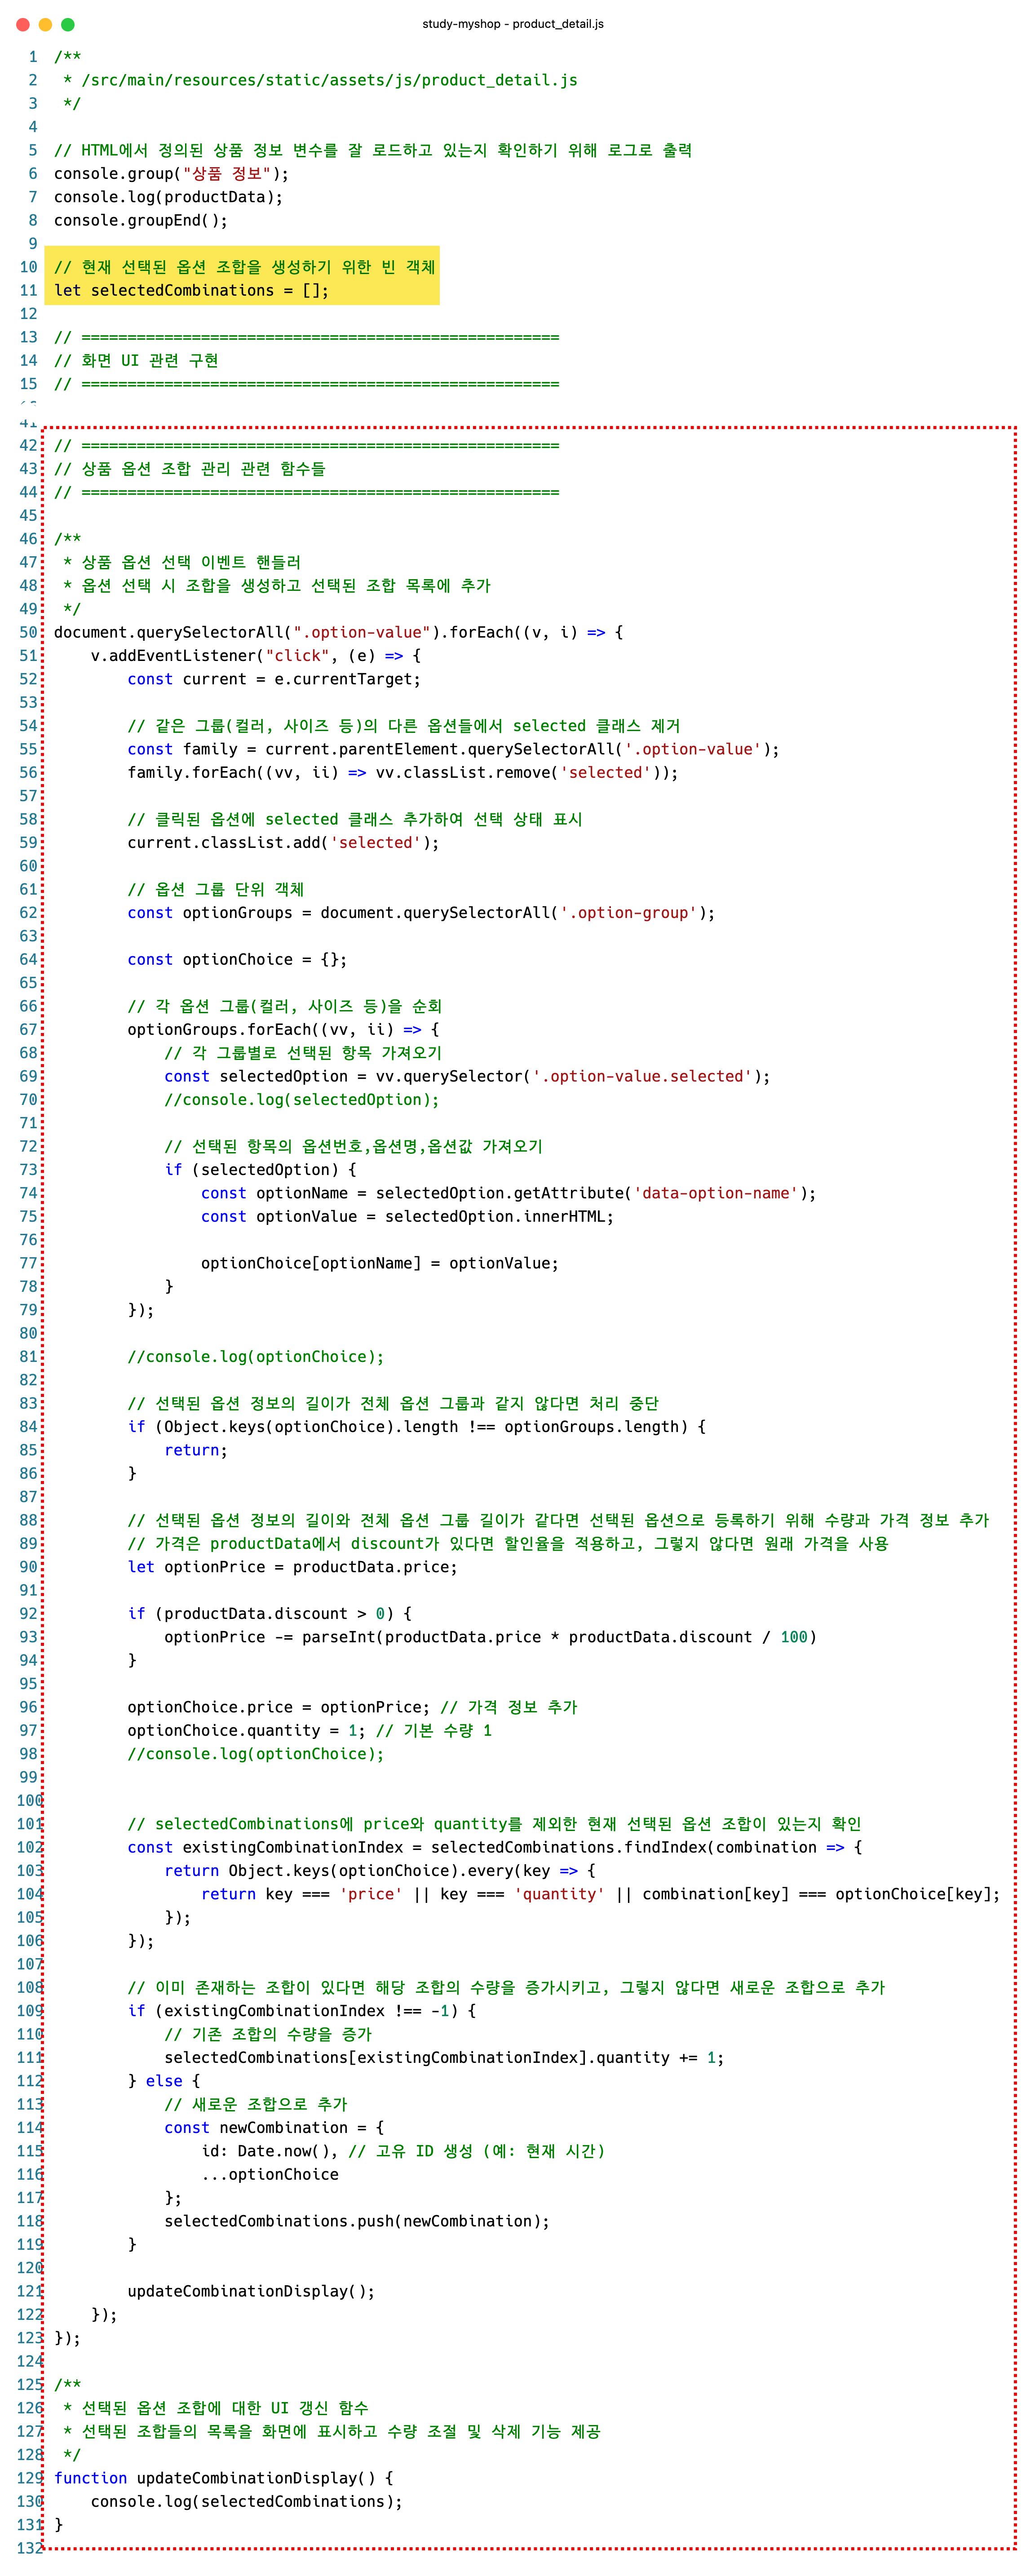 study-myshop - product_detail.js
1 /**
2  * /src/main/resources/static/assets/js/product_detail.js
3  */
4
5 // HTML에서 정의된 상품 정보 변수를 잘 로드하고 있는지 확인하기 위해 로그로 출력
6 console.group("상품 정보");
7 console.log(productData);
8 console.groupEnd();
9
10 // 현재 선택된 옵션 조합을 생성하기 위한 빈 객체
11 let selectedCombinations = [];
12
13 // ====================================================
14 // 화면 UI 관련 구현
15 // ====================================================
41
42 // ====================================================
43 // 상품 옵션 조합 관리 관련 함수들
44 // ====================================================
45
46 /**
47  * 상품 옵션 선택 이벤트 핸들러
48  * 옵션 선택 시 조합을 생성하고 선택된 조합 목록에 추가
49  */
50 document.querySelectorAll(".option-value").forEach((v, i) => {
51     v.addEventListener("click", (e) => {
52         const current = e.currentTarget;
53
54         // 같은 그룹(컬러, 사이즈 등)의 다른 옵션들에서 selected 클래스 제거
55         const family = current.parentElement.querySelectorAll('.option-value');
56         family.forEach((vv, ii) => vv.classList.remove('selected'));
57
58         // 클릭된 옵션에 selected 클래스 추가하여 선택 상태 표시
59         current.classList.add('selected');
60
61         // 옵션 그룹 단위 객체
62         const optionGroups = document.querySelectorAll('.option-group');
63
64         const optionChoice = {};
65
66         // 각 옵션 그룹(컬러, 사이즈 등)을 순회
67         optionGroups.forEach((vv, ii) => {
68             // 각 그룹별로 선택된 항목 가져오기
69             const selectedOption = vv.querySelector('.option-value.selected');
70             //console.log(selectedOption);
71
72             // 선택된 항목의 옵션번호,옵션명,옵션값 가져오기
73             if (selectedOption) {
74                 const optionName = selectedOption.getAttribute('data-option-name');
75                 const optionValue = selectedOption.innerHTML;
76
77                 optionChoice[optionName] = optionValue;
78             }
79         });
80
81         //console.log(optionChoice);
82
83         // 선택된 옵션 정보의 길이가 전체 옵션 그룹과 같지 않다면 처리 중단
84         if (Object.keys(optionChoice).length !== optionGroups.length) {
85             return;
86         }
87
88         // 선택된 옵션 정보의 길이와 전체 옵션 그룹 길이가 같다면 선택된 옵션으로 등록하기 위해 수량과 가격 정보 추가
89         // 가격은 productData에서 discount가 있다면 할인율을 적용하고, 그렇지 않다면 원래 가격을 사용
90         let optionPrice = productData.price;
91
92         if (productData.discount > 0) {
93             optionPrice -= parseInt(productData.price * productData.discount / 100)
94         }
95
96         optionChoice.price = optionPrice; // 가격 정보 추가
97         optionChoice.quantity = 1; // 기본 수량 1
98         //console.log(optionChoice);
99
100
101         // selectedCombinations에 price와 quantity를 제외한 현재 선택된 옵션 조합이 있는지 확인
102         const existingCombinationIndex = selectedCombinations.findIndex(combination => {
103             return Object.keys(optionChoice).every(key => {
104                 return key === 'price' || key === 'quantity' || combination[key] === optionChoice[key];
105             });
106         });
107
108         // 이미 존재하는 조합이 있다면 해당 조합의 수량을 증가시키고, 그렇지 않다면 새로운 조합으로 추가
109         if (existingCombinationIndex !== -1) {
110             // 기존 조합의 수량을 증가
111             selectedCombinations[existingCombinationIndex].quantity += 1;
112         } else {
113             // 새로운 조합으로 추가
114             const newCombination = {
115                 id: Date.now(), // 고유 ID 생성 (예: 현재 시간)
116                 ...optionChoice
117             };
118             selectedCombinations.push(newCombination);
119         }
120
121         updateCombinationDisplay();
122     });
123 });
124
125 /**
126  * 선택된 옵션 조합에 대한 UI 갱신 함수
127  * 선택된 조합들의 목록을 화면에 표시하고 수량 조절 및 삭제 기능 제공
128  */
129 function updateCombinationDisplay() {
130     console.log(selectedCombinations);
131 }
132